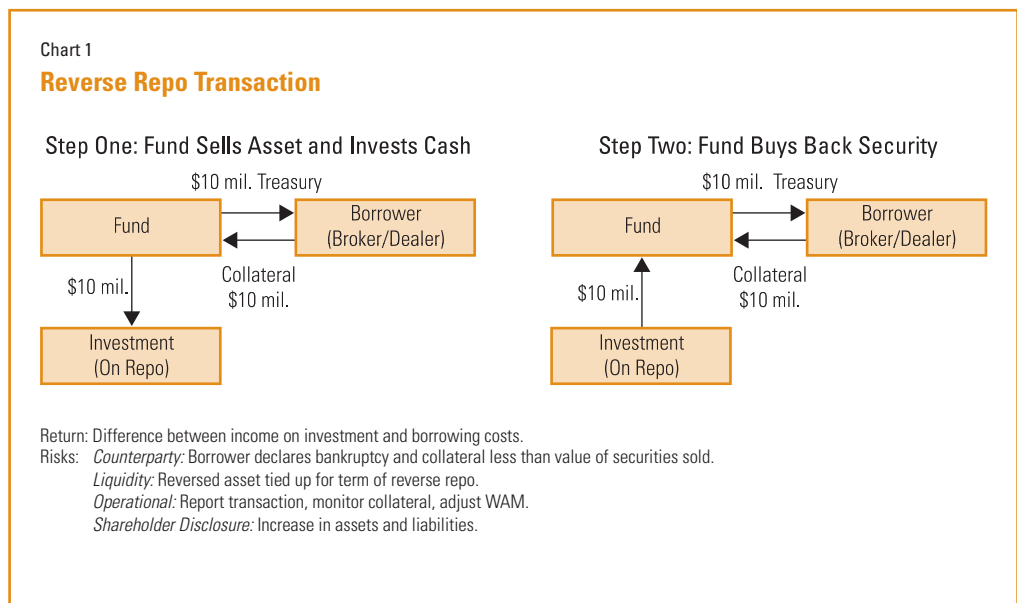 Chart 1
Reverse Repo Transaction
Step One: Fund Sells Asset and Invests Cash
$10 mil. Treasury
Fund
Borrower
(Broker/Dealer)
Collateral
$10 mil.
$10 mil.
Investment
(On Repo)
Step Two: Fund Buys Back Security
$10 mil. Treasury
Fund
Borrower
(Broker/Dealer)
Collateral
$10 mil.
$10 mil.
Investment
(On Repo)
Return: Difference between income on investment and borrowing costs.
Risks: Counterparty: Borrower declares bankruptcy and collateral less than value of securities sold.
Liquidity: Reversed asset tied up for term of reverse repo.
Operational: Report transaction, monitor collateral, adjust WAM.
Shareholder Disclosure: Increase in assets and liabilities.